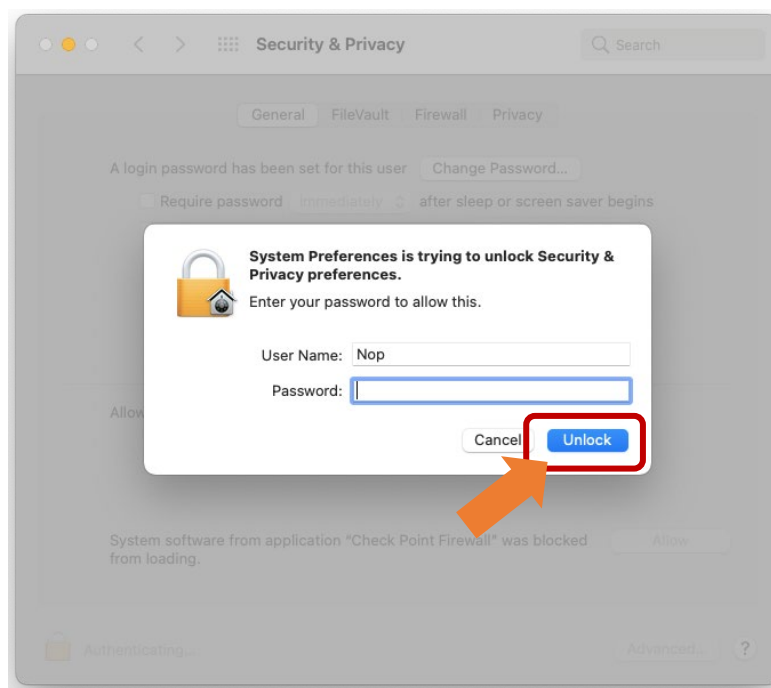 Security & Privacy
Search
General FileVault Firewall Privacy
A login password has been set for this user Change Password...
Require password immediately after sleep or screen saver begins
System Preferences is trying to unlock Security &
Privacy preferences.
Enter your password to allow this.
User Name: Nop
Password:
Cancel Unlock
Allow
System software from application "Check Point Firewall" was blocked
from loading.
Allow
Authenticating...
Advanced... ?